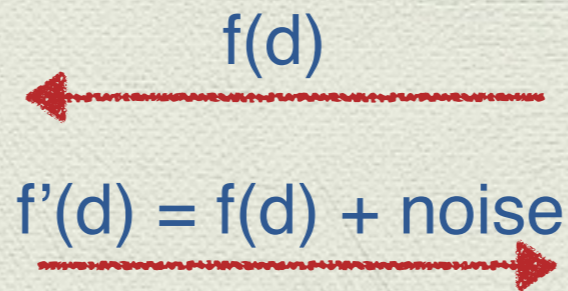 f(d)
f’(d) = f(d) + noise